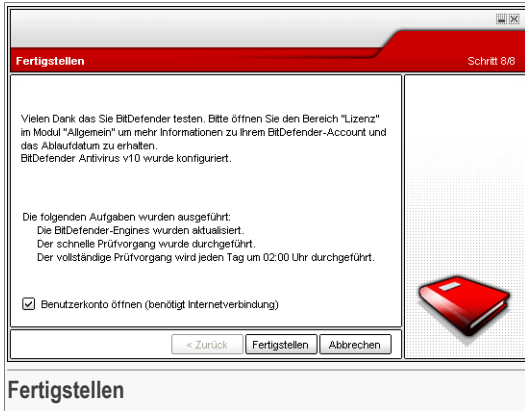 Fertigstellen
Schritt 8/8
Vielen Dank das Sie BitDefender testen. Bitte öffnen Sie den Bereich "Lizenz"
im Modul "Allgemein" um mehr Informationen zu Ihrem BitDefender-Account und
das Ablaufdatum zu erhalten.
BitDefender Antivirus v10 wurde konfiguriert.
Die folgenden Aufgaben wurden ausgeführt:
Die BitDefender-Engines wurden aktualisiert.
Der schnelle Prüfvorgang wurde durchgeführt.
Der vollständige Prüfvorgang wird jeden Tag um 02:00 Uhr durchgeführt.
Benutzerkonto öffnen (benötigt Internetverbindung)
< Zurück
Fertigstellen
Abbrechen
Fertigstellen